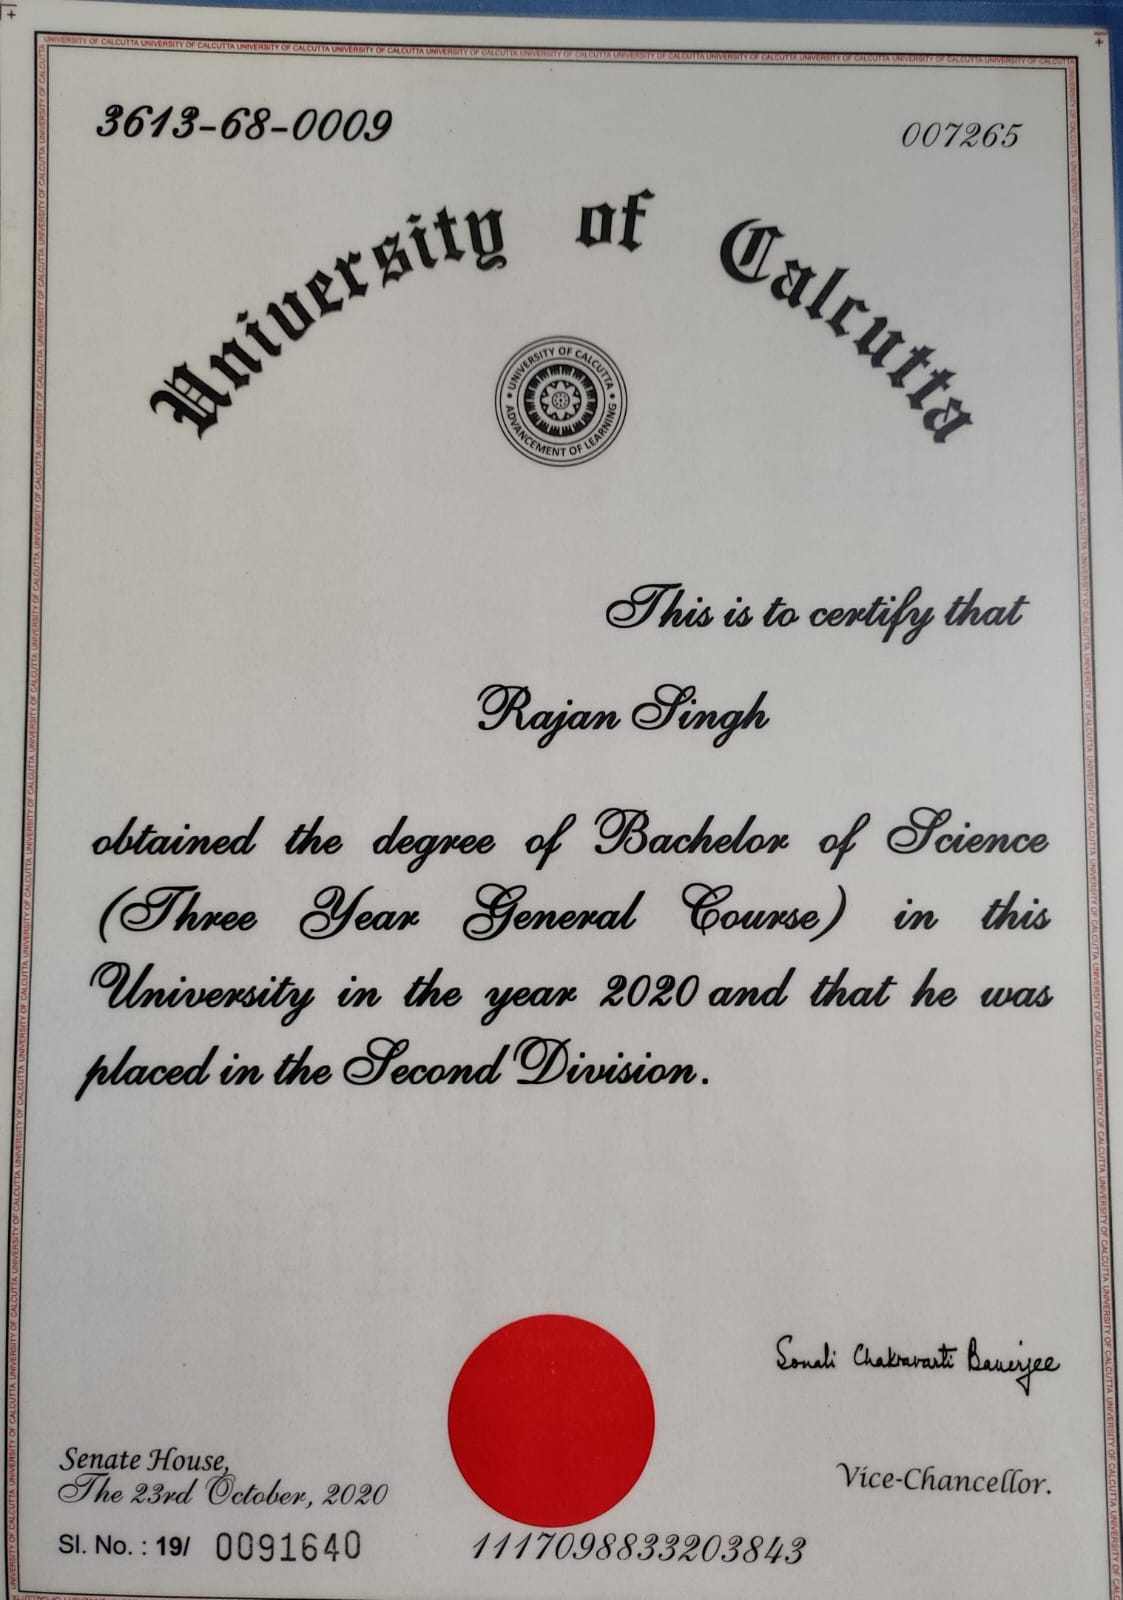 3613-68-0009
007265
University of Calcutta
UNIVERSITY OF CALCUTTA
ADVANCEMENT OF LEARNING
This is to certify that
Rajan Singh
obtained the degree of Bachelor of Science
(Three Year General Course) in this
University in the year 2020 and that he was
placed in the Second Division.
Sonali Chakravarti Banerjee
Senate House,
The 23rd October, 2020
Vice-Chancellor.
Sl. No. : 19/ 0091640
1117098833203843